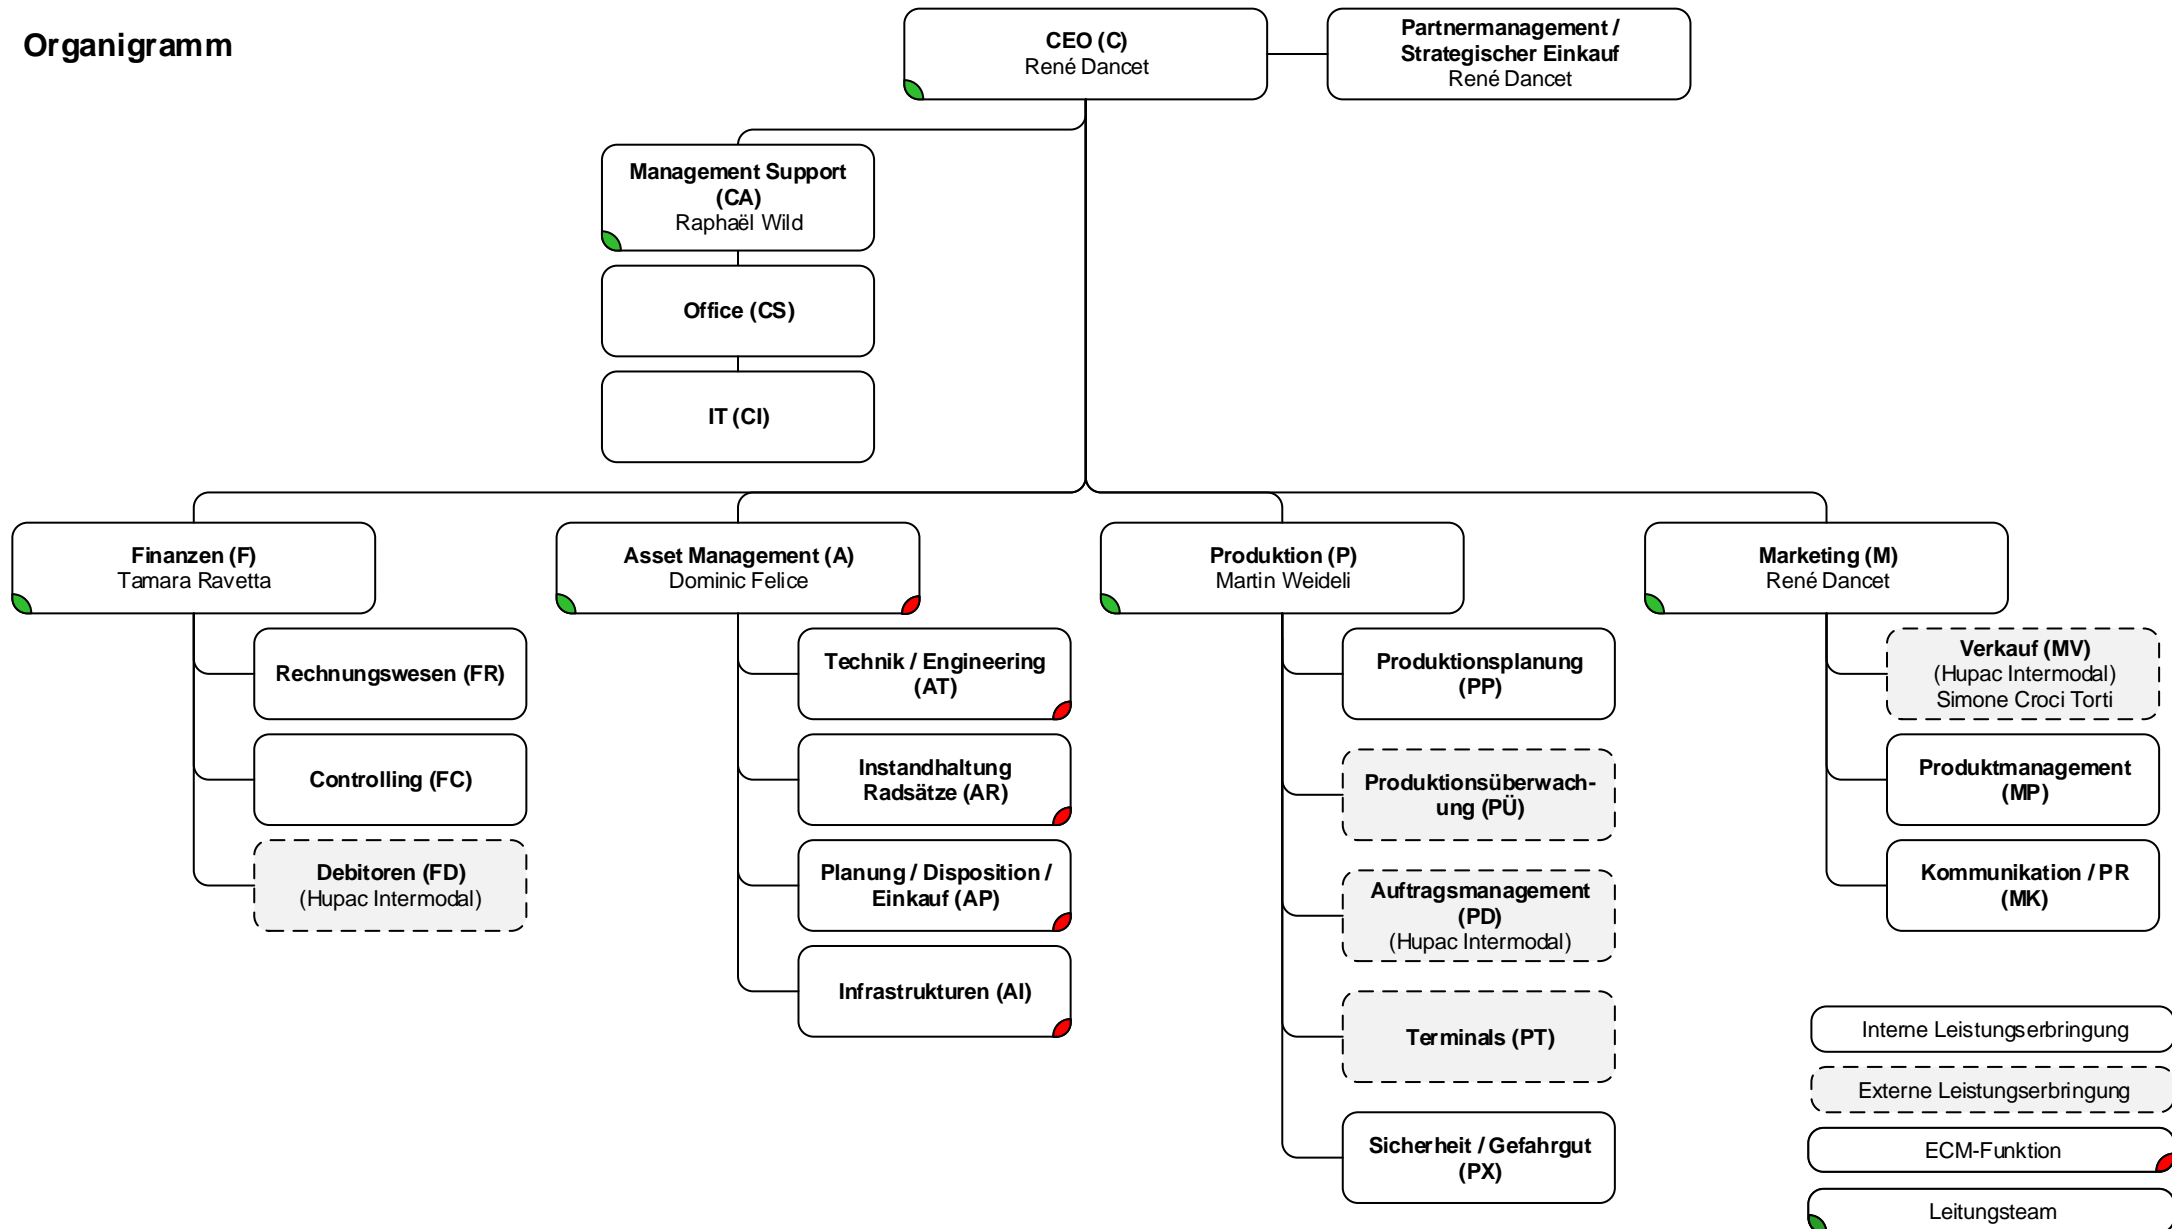 Organigramm
CEO (C)
René Dancet
Partnermanagement /
Strategischer Einkauf
René Dancet
Management Support
(CA)
Raphaël Wild
Office (CS)
IT (CI)
Finanzen (F)
Tamara Ravetta
Rechnungswesen (FR)
Controlling (FC)
Debitoren (FD)
(Hupac Intermodal)
Asset Management (A)
Dominic Felice
Technik / Engineering
(AT)
Instandhaltung
Radsätze (AR)
Planung / Disposition /
Einkauf (AP)
Infrastrukturen (AI)
Produktion (P)
Martin Weideli
Produktionsplanung
(PP)
Produktionsüberwach-
ung (PÜ)
Auftragsmanagement
(PD)
(Hupac Intermodal)
Terminals (PT)
Sicherheit / Gefahrgut
(PX)
Marketing (M)
René Dancet
Verkauf (MV)
(Hupac Intermodal)
Simone Croci Torti
Produktmanagement
(MP)
Kommunikation / PR
(MK)
Interne Leistungserbringung
Externe Leistungserbringung
ECM-Funktion
Leitungsteam